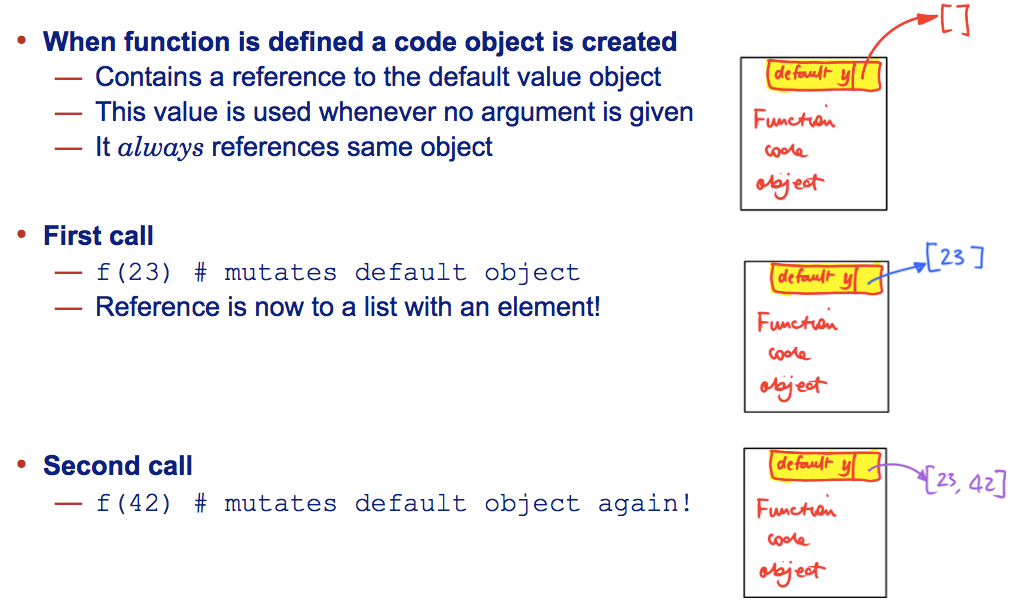 • When function is defined a code object is created
— Contains a reference to the default value object
— This value is used whenever no argument is given
— It always references same object
[]
default y
Function
code
object
• First call
— f(23) # mutates default object
— Reference is now to a list with an element!
[23]
default y
Function
code
object
• Second call
— f(42) # mutates default object again!
default y
[23, 42]
Function
code
object